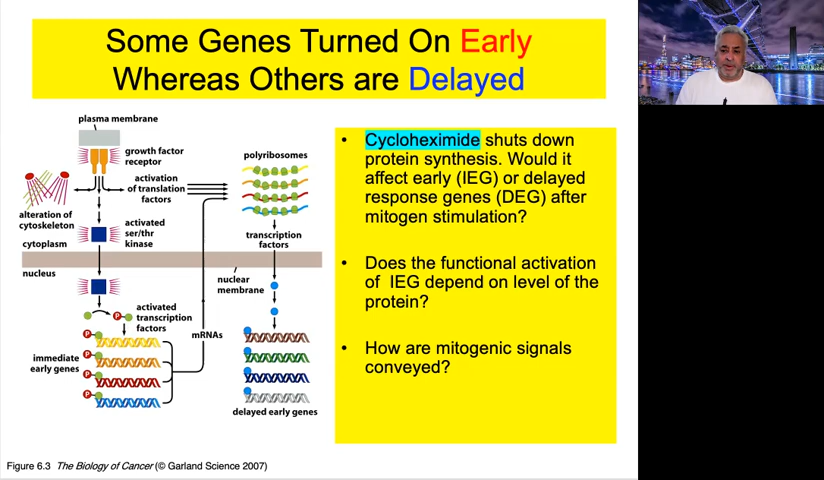 Some Genes Turned On Early
Whereas Others are Delayed
plasma membrane
growth factor
receptor
activation
of translation
factors
polyribosomes
alteration of
cytoskeleton
activated
ser/thr
kinase
cytoplasm
transcription
factors
nucleus
nuclear
membrane
activated
transcription
factors
P
mRNAs
immediate
early genes
P
P
P
P
delayed early genes
• Cycloheximide shuts down
protein synthesis. Would it
affect early (IEG) or delayed
response genes (DEG) after
mitogen stimulation?
• Does the functional activation
of IEG depend on level of the
protein?
• How are mitogenic signals
conveyed?
Figure 6.3 The Biology of Cancer (© Garland Science 2007)